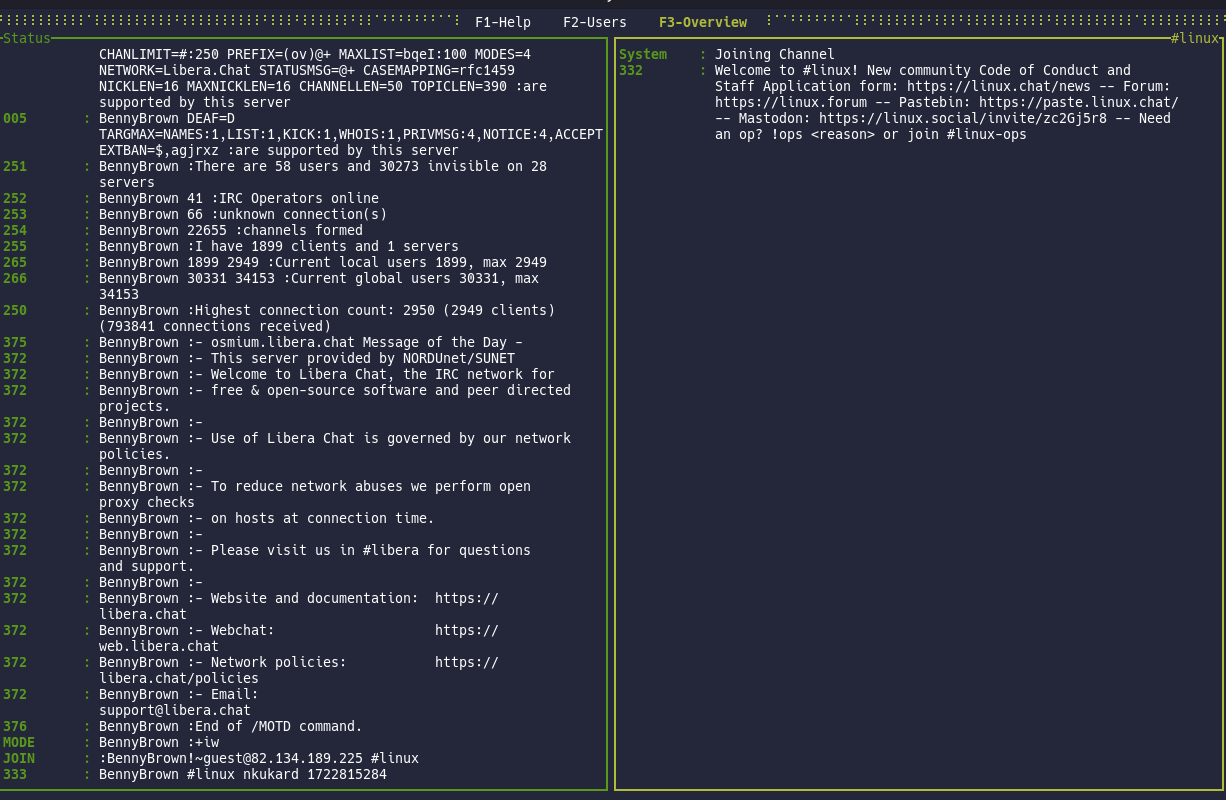 F1-Help F2-Users F3-Overview
Status
CHANLIMIT=#:250 PREFIX=(ov)@+ MAXLIST=bqeI:100 MODES=4
NETWORK=Libera.Chat STATUSMSG=@+ CASEMAPPING=rfc1459
NICKLEN=16 MAXNICKLEN=16 CHANNELLEN=50 TOPICLEN=390 :are
supported by this server
005 : BennyBrown DEAF=D
TARGMAX=NAMES:1,LIST:1,KICK:1,WHOIS:1,PRIVMSG:4,NOTICE:4,ACCEPT
EXTBAN=$,agjrxz :are supported by this server
251 : BennyBrown :There are 58 users and 30273 invisible on 28
servers
252 : BennyBrown 41 :IRC Operators online
253 : BennyBrown 66 :unknown connection(s)
254 : BennyBrown 22655 :channels formed
255 : BennyBrown :I have 1899 clients and 1 servers
265 : BennyBrown 1899 2949 :Current local users 1899, max 2949
266 : BennyBrown 30331 34153 :Current global users 30331, max
34153
250 : BennyBrown :Highest connection count: 2950 (2949 clients)
(793841 connections received)
375 : BennyBrown :- osmium.libera.chat Message of the Day -
372 : BennyBrown :- This server provided by NORDUnet/SUNET
372 : BennyBrown :- Welcome to Libera Chat, the IRC network for
372 : BennyBrown :- free & open-source software and peer directed
projects.
372 : BennyBrown :-
372 : BennyBrown :- Use of Libera Chat is governed by our network
policies.
372 : BennyBrown :-
372 : BennyBrown :- To reduce network abuses we perform open
proxy checks
372 : BennyBrown :- on hosts at connection time.
372 : BennyBrown :-
372 : BennyBrown :- Please visit us in #libera for questions
and support.
372 : BennyBrown :-
372 : BennyBrown :- Website and documentation: https://
libera.chat
372 : BennyBrown :- Webchat: https://
web.libera.chat
372 : BennyBrown :- Network policies: https://
libera.chat/policies
372 : BennyBrown :- Email:
support@libera.chat
376 : BennyBrown :End of /MOTD command.
MODE : BennyBrown :+iw
JOIN : :BennyBrown!~guest@82.134.189.225 #linux
333 : BennyBrown #linux nkukard 1722815284
#linux
System : Joining Channel
332 : Welcome to #linux! New community Code of Conduct and
Staff Application form: https://linux.chat/news -- Forum:
https://linux.forum -- Pastebin: https://paste.linux.chat/
-- Mastodon: https://linux.social/invite/zc2Gj5r8 -- Need
an op? !ops <reason> or join #linux-ops